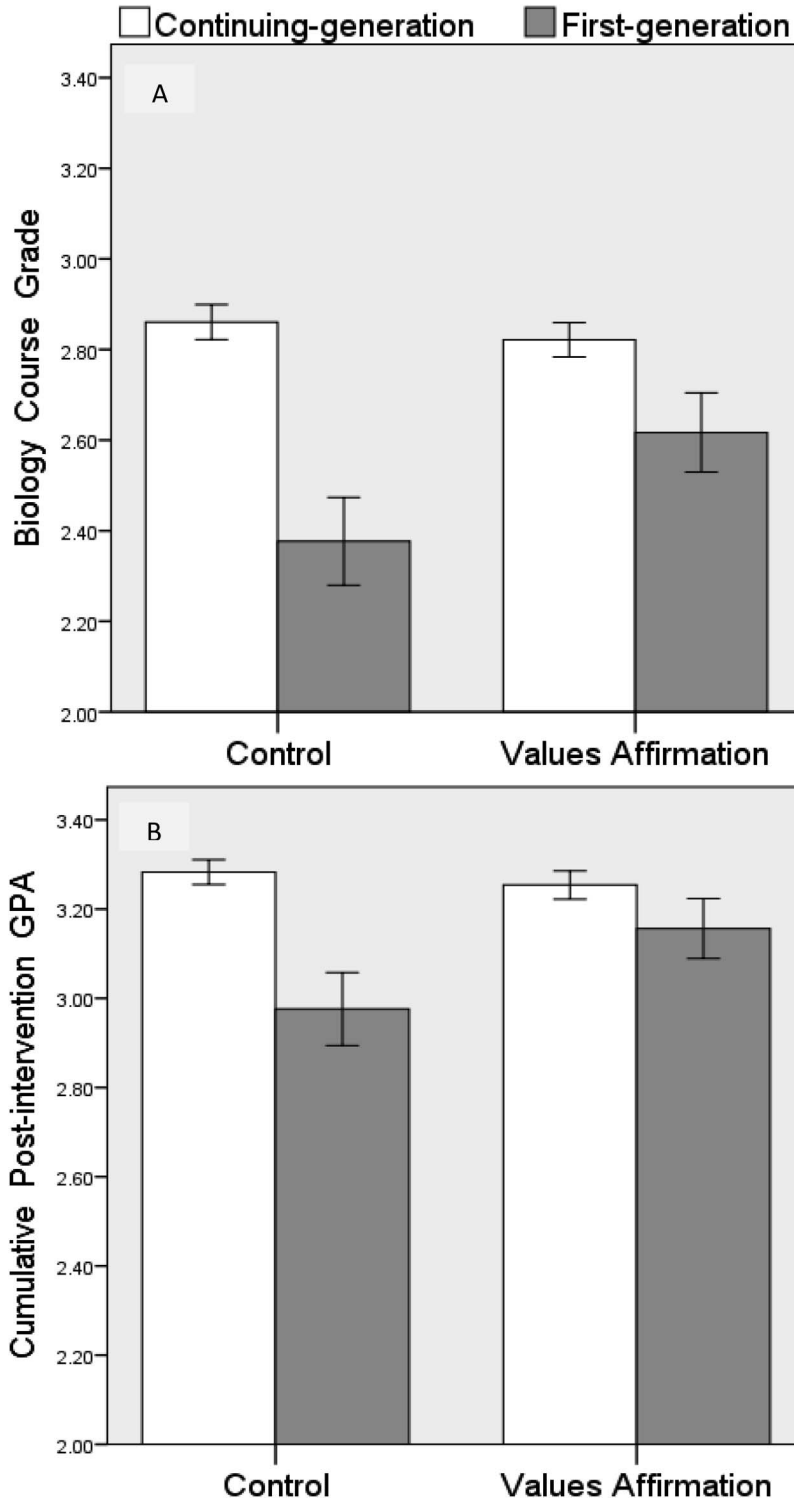 Continuing-generation First-generation
A
Biology Course Grade
3.40
3.20
3.00
2.80
2.60
2.40
2.20
2.00
Control Values Affirmation
B
Cumulative Post-intervention GPA
3.40
3.20
3.00
2.80
2.60
2.40
2.20
2.00
Control Values Affirmation